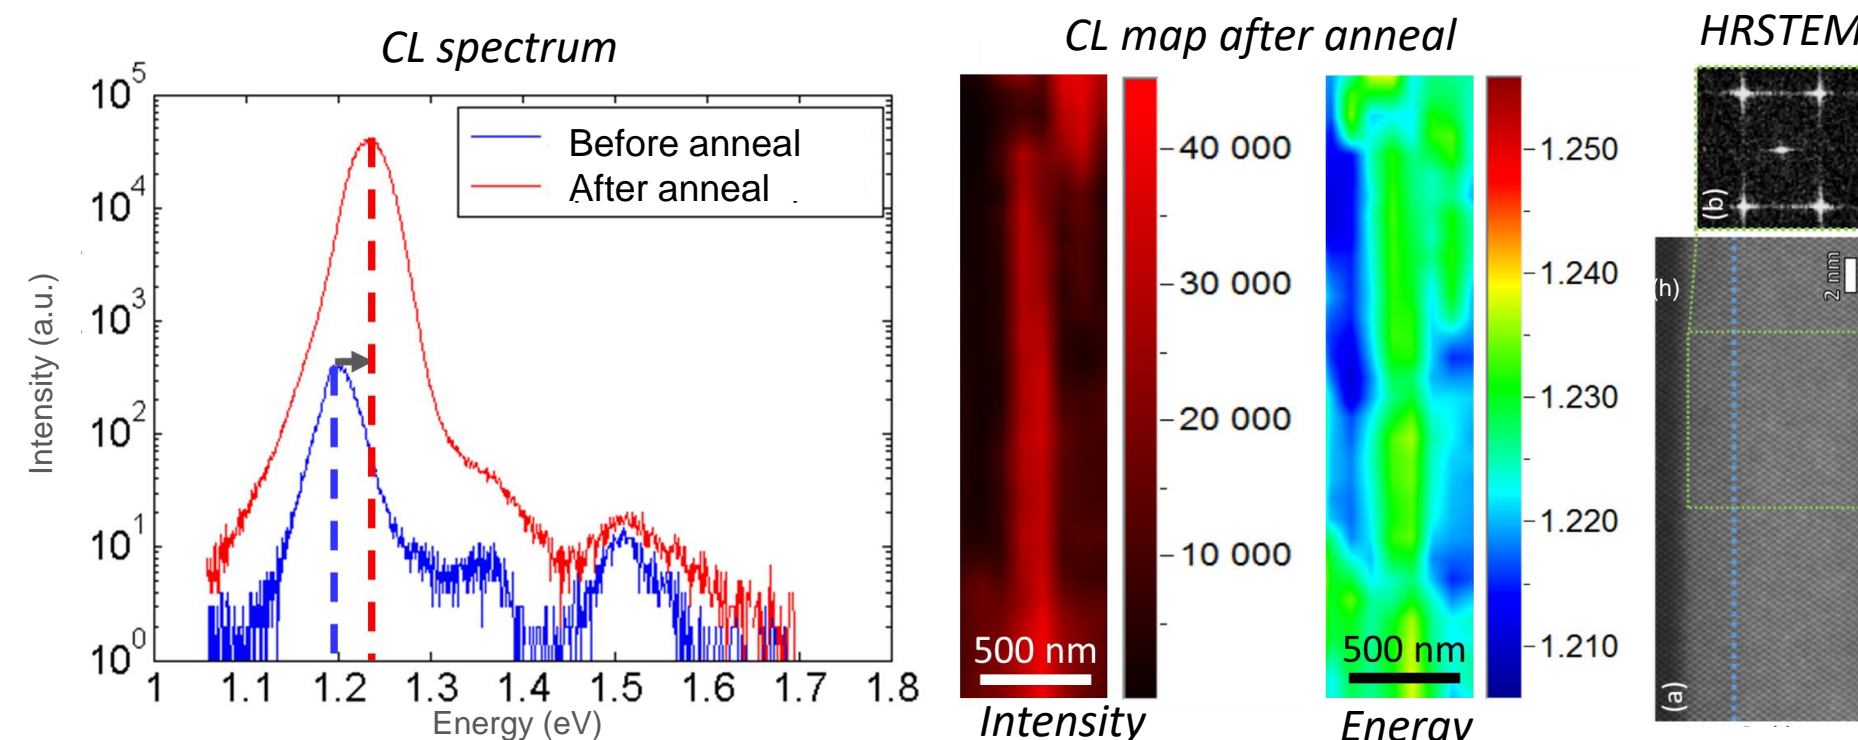 CL spectrum
Intensity (a.u.)
10^5
10^4
10^3
10^2
10^1
10^0
Before anneal
After anneal
1
1.1
1.2
1.3
1.4
1.5
1.6
1.7
1.8
Energy (eV)
CL map after anneal
500 nm
40 000
30 000
20 000
10 000
Intensity
500 nm
1.250
1.240
1.230
1.220
1.210
Energy
HRSTEM
(b)
(h)
2 nm
(a)